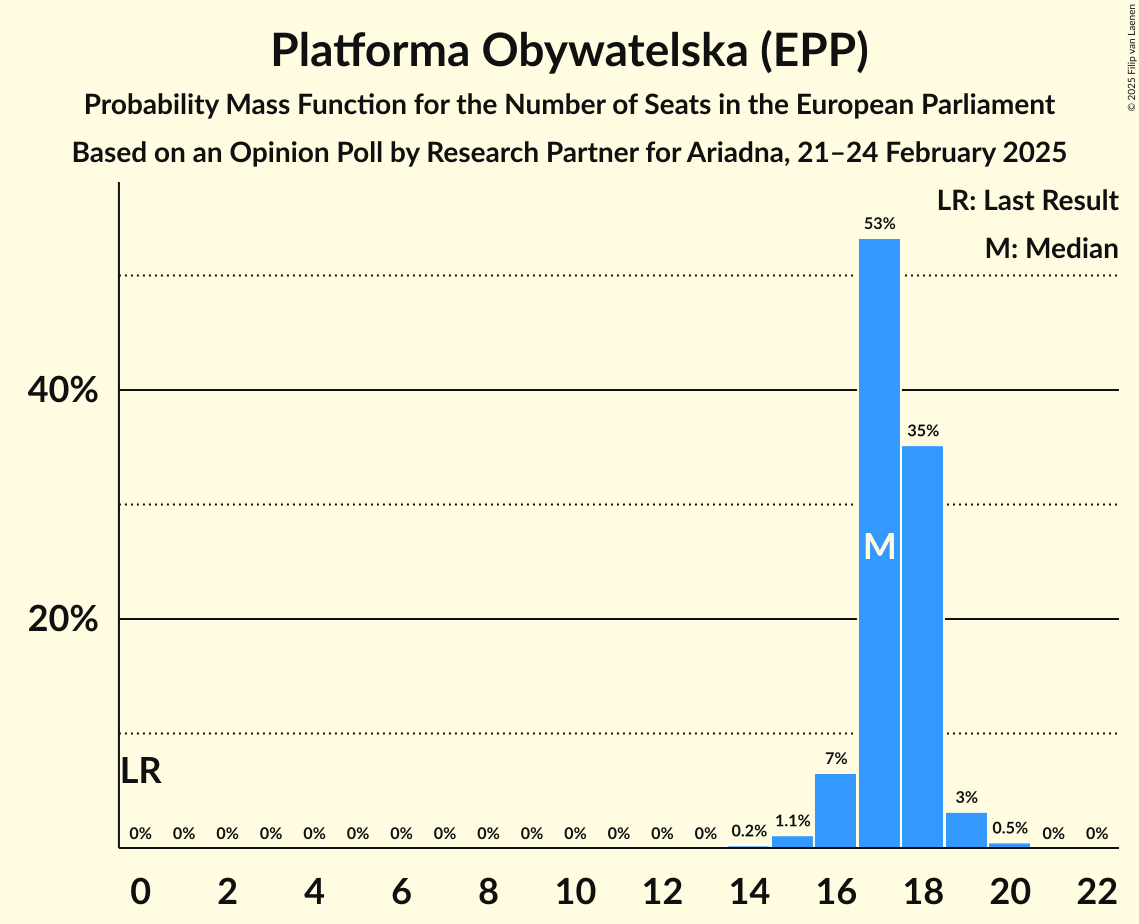 Platforma Obywatelska (EPP)
Probability Mass Function for the Number of Seats in the European Parliament
Based on an Opinion Poll by Research Partner for Ariadna, 21–24 February 2025
© 2025 Filip van Laenen
LR: Last Result
M: Median
53%
40%
35%
M
20%
LR
7%
3%
0% 0% 0% 0% 0% 0% 0% 0% 0% 0% 0% 0% 0% 0% 0.2% 1.1% 0.5% 0% 0%
0 2 4 6 8 10 12 14 16 18 20 22